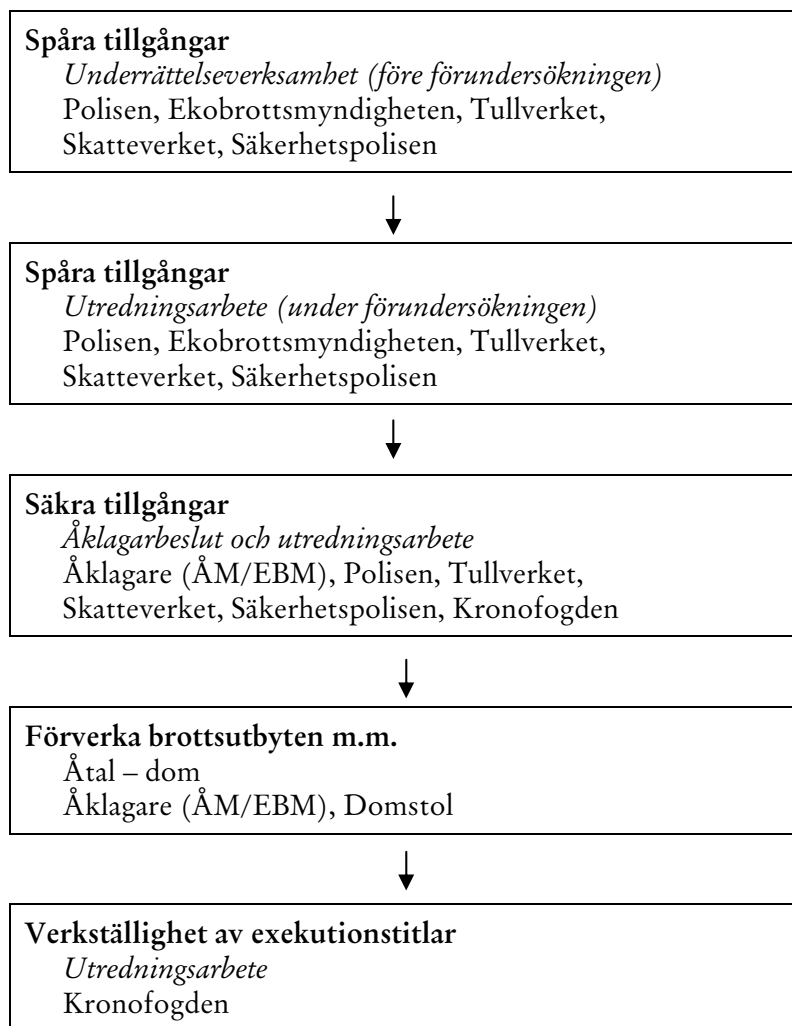 Spåra tillgångar
Underrättelseverksamhet (före förundersökningen)
Polisen, Ekobrottsmyndigheten, Tullverket,
Skatteverket, Säkerhetspolisen
Spåra tillgångar
Utredningsarbete (under förundersökningen)
Polisen, Ekobrottsmyndigheten, Tullverket,
Skatteverket, Säkerhetspolisen
Säkra tillgångar
Åklagarbeslut och utredningsarbete
Åklagare (ÅM/EBM), Polisen, Tullverket,
Skatteverket, Säkerhetspolisen, Kronofogden
Förverka brottsutbyten m.m.
Åtal – dom
Åklagare (ÅM/EBM), Domstol
Verkställighet av exekutionstitlar
Utredningsarbete
Kronofogden